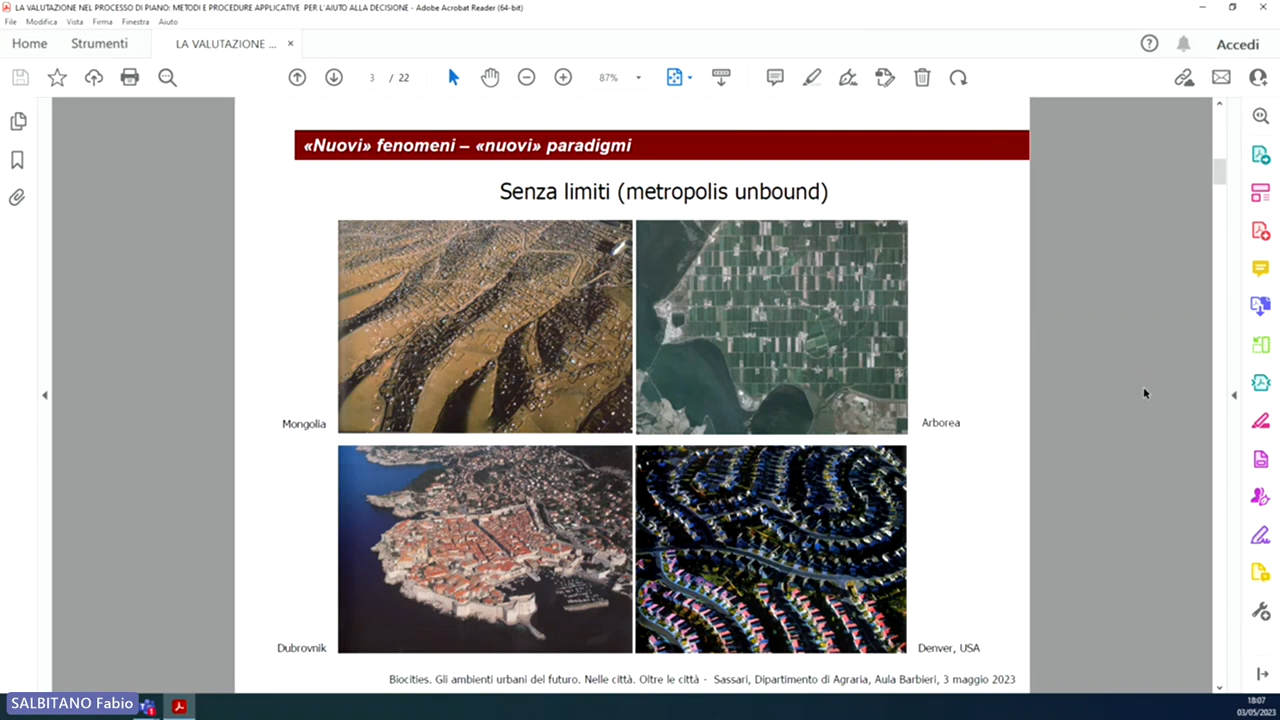 LA VALUTAZIONE NEL PROCESSO DI PIANO: METODI E PROCEDURE APPLICATIVE PER L'AIUTO ALLA DECISIONE - Adobe Acrobat Reader (64-bit)
File Modifica Vista Firma Finestra Aiuto
Home Strumenti LA VALUTAZIONE ... × Accedi
3 / 22 87%
«Nuovi» fenomeni – «nuovi» paradigmi
Senza limiti (metropolis unbound)
Mongolia
Arborea
Dubrovnik
Denver, USA
Biocities. Gli ambienti urbani del futuro. Nelle città. Oltre le città - Sassari, Dipartimento di Agraria, Aula Barbieri, 3 maggio 2023
SALBITANO Fabio
18:07
03/05/2023